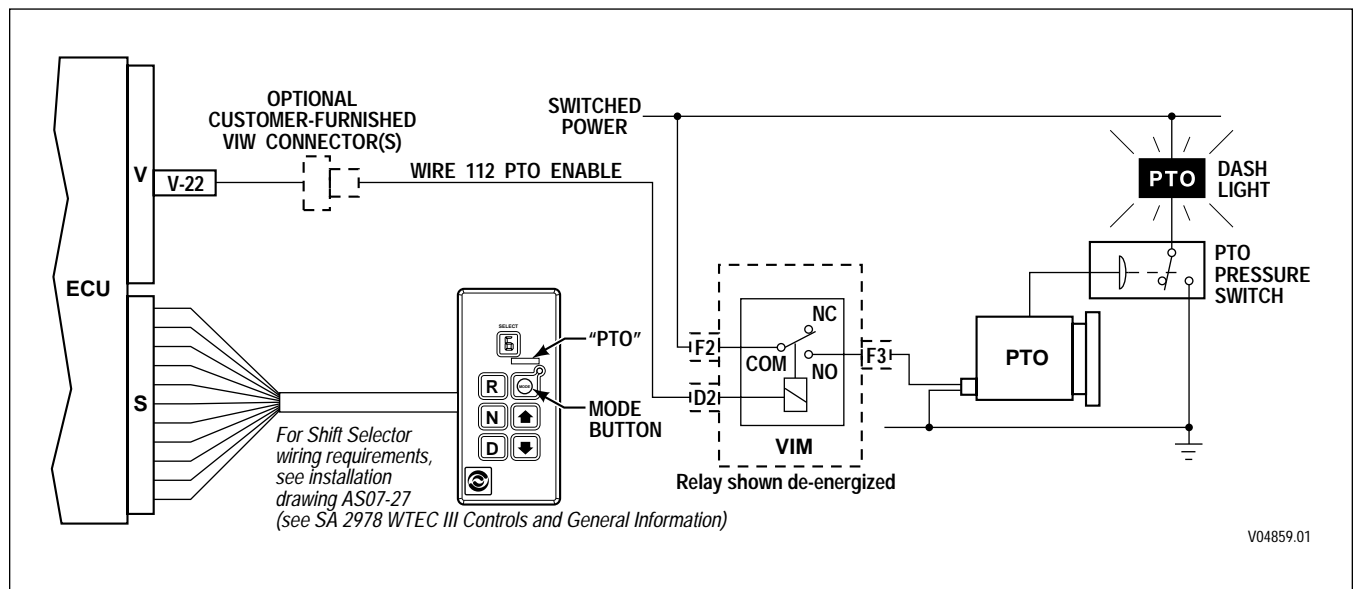 OPTIONAL
CUSTOMER-FURNISHED
VIW CONNECTOR(S)
SWITCHED
POWER
V
V-22
WIRE 112 PTO ENABLE
PTO
DASH
LIGHT
PTO
PRESSURE
SWITCH
ECU
S
SELECT
6
"PTO"
R
MODE
N
D
MODE
BUTTON
F2
D2
NC
COM
NO
F3
VIM
PTO
Relay shown de-energized
For Shift Selector
wiring requirements,
see installation
drawing AS07-27
(see SA 2978 WTEC III Controls and General Information)
V04859.01